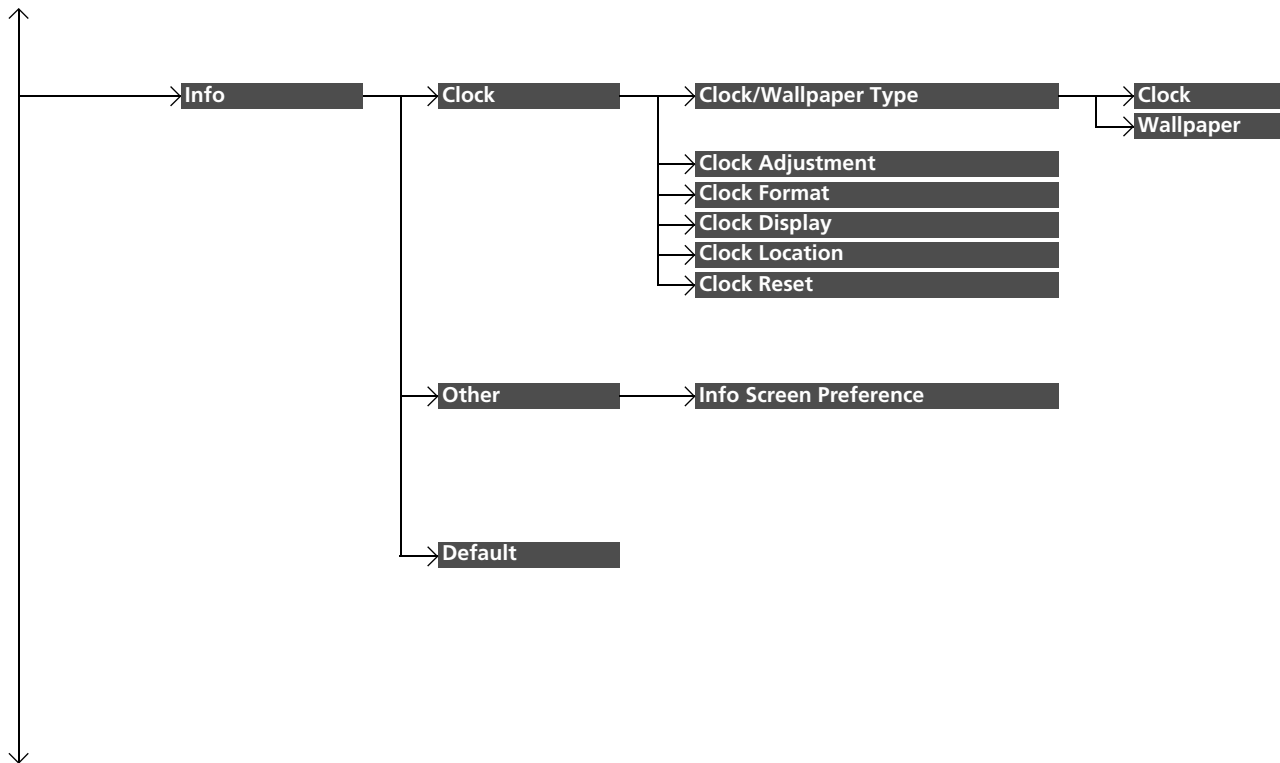 Info
Clock
Clock/Wallpaper Type
Clock
Wallpaper
Clock Adjustment
Clock Format
Clock Display
Clock Location
Clock Reset
Other
Info Screen Preference
Default